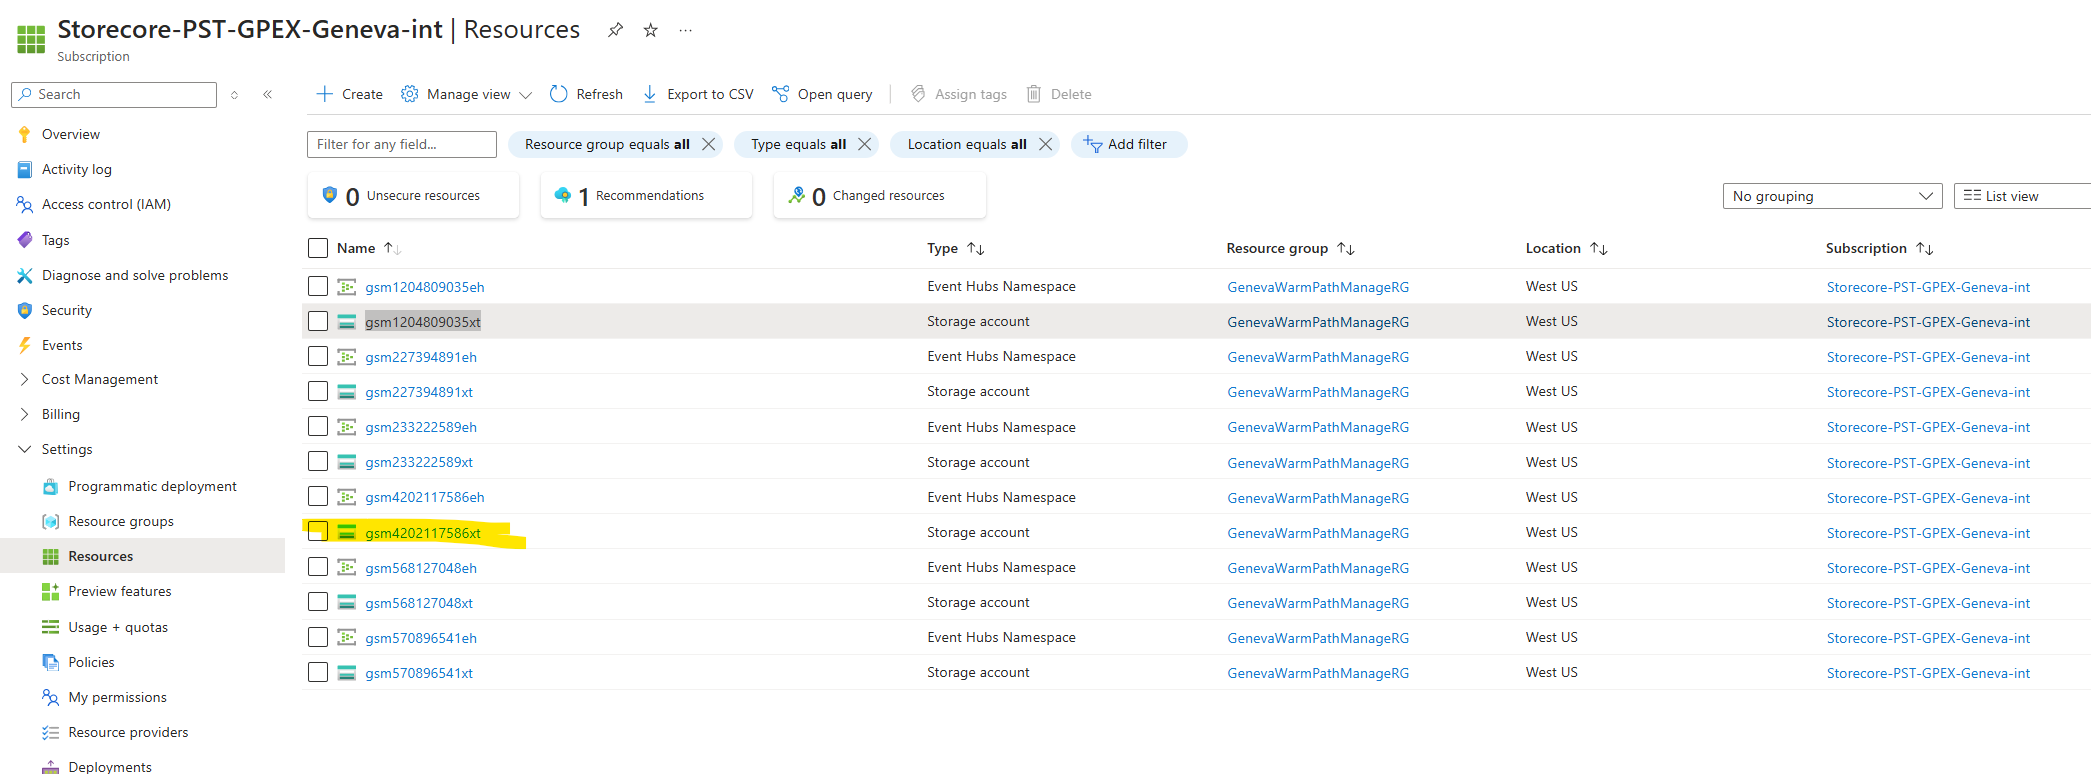 Storecore-PST-GPEX-Geneva-int | Resources
Subscription
Search
Create Manage view Refresh Export to CSV Open query Assign tags Delete
Overview
Activity log
Access control (IAM)
Tags
Diagnose and solve problems
Security
Events
Cost Management
Billing
Settings
Programmatic deployment
Resource groups
Resources
Preview features
Usage + quotas
Policies
My permissions
Resource providers
Deployments
Filter for any field... Resource group equals all Type equals all Location equals all Add filter
0 Unsecure resources 1 Recommendations 0 Changed resources
No grouping List view
Name Type Resource group Location Subscription
gsm1204809035eh Event Hubs Namespace GenevaWarmPathManageRG West US Storecore-PST-GPEX-Geneva-int
gsm1204809035xt Storage account GenevaWarmPathManageRG West US Storecore-PST-GPEX-Geneva-int
gsm227394891eh Event Hubs Namespace GenevaWarmPathManageRG West US Storecore-PST-GPEX-Geneva-int
gsm227394891xt Storage account GenevaWarmPathManageRG West US Storecore-PST-GPEX-Geneva-int
gsm233222589eh Event Hubs Namespace GenevaWarmPathManageRG West US Storecore-PST-GPEX-Geneva-int
gsm233222589xt Storage account GenevaWarmPathManageRG West US Storecore-PST-GPEX-Geneva-int
gsm4202117586eh Event Hubs Namespace GenevaWarmPathManageRG West US Storecore-PST-GPEX-Geneva-int
gsm4202117586xt Storage account GenevaWarmPathManageRG West US Storecore-PST-GPEX-Geneva-int
gsm568127048eh Event Hubs Namespace GenevaWarmPathManageRG West US Storecore-PST-GPEX-Geneva-int
gsm568127048xt Storage account GenevaWarmPathManageRG West US Storecore-PST-GPEX-Geneva-int
gsm570896541eh Event Hubs Namespace GenevaWarmPathManageRG West US Storecore-PST-GPEX-Geneva-int
gsm570896541xt Storage account GenevaWarmPathManageRG West US Storecore-PST-GPEX-Geneva-int